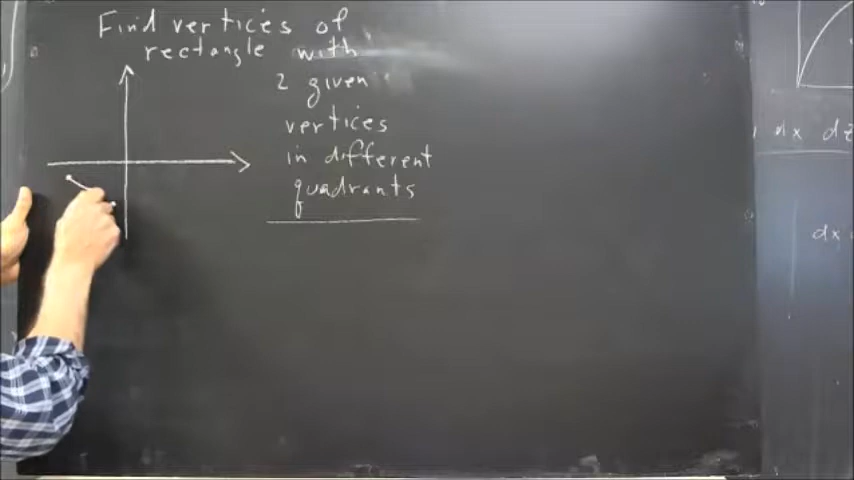 Find vertices of
rectangle with
2 given
vertices
in different
quadrants
dx dz
dx